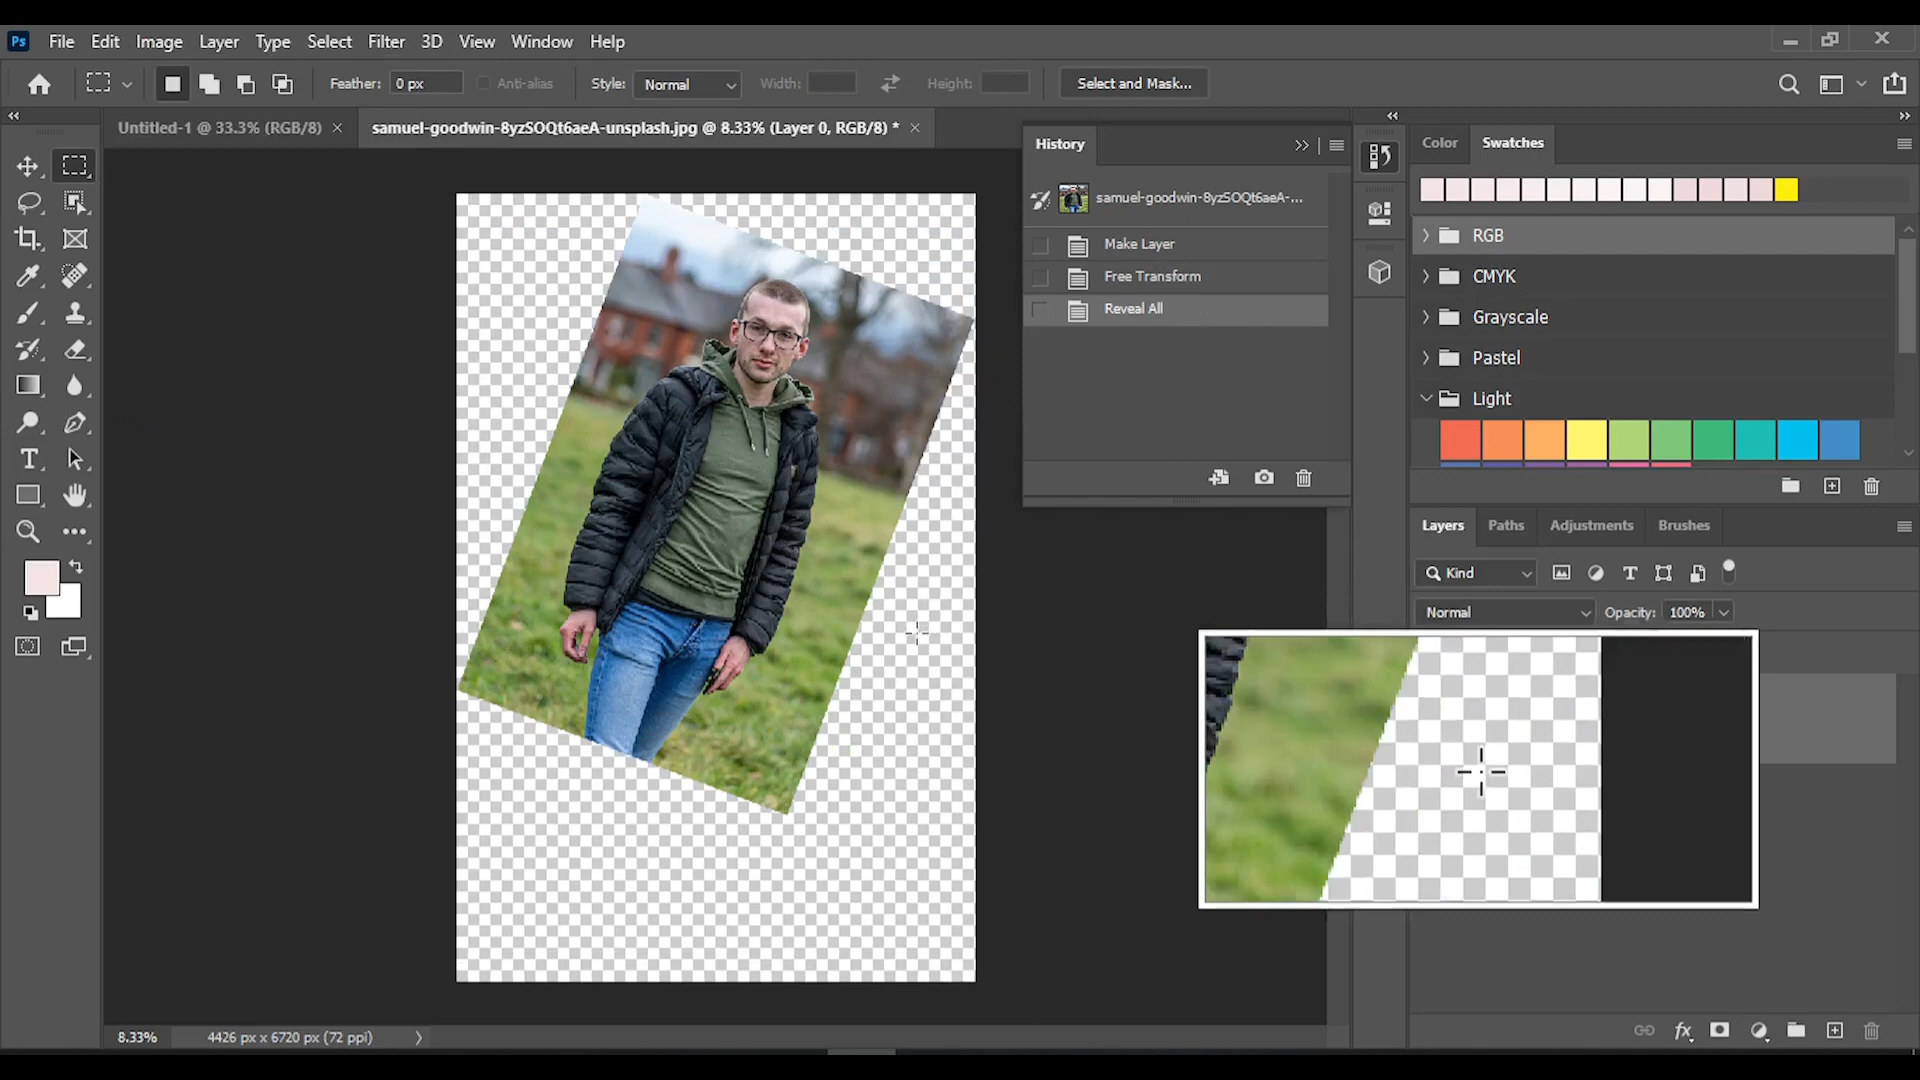 Ps File Edit Image Layer Type Select Filter 3D View Window Help
Feather: 0 px Anti-alias Style: Normal Width: Height: Select and Mask...
Untitled-1 @ 33.3% (RGB/8) × samuel-goodwin-8yzSOQt6aeA-unsplash.jpg @ 8.33% (Layer 0, RGB/8) * ×
History
samuel-goodwin-8yzSOQt6aeA-...
Make Layer
Free Transform
Reveal All
Color Swatches
RGB
CMYK
Grayscale
Pastel
Light
Layers Paths Adjustments Brushes
Kind
Normal Opacity: 100%
8.33% 4426 px x 6720 px (72 ppi)